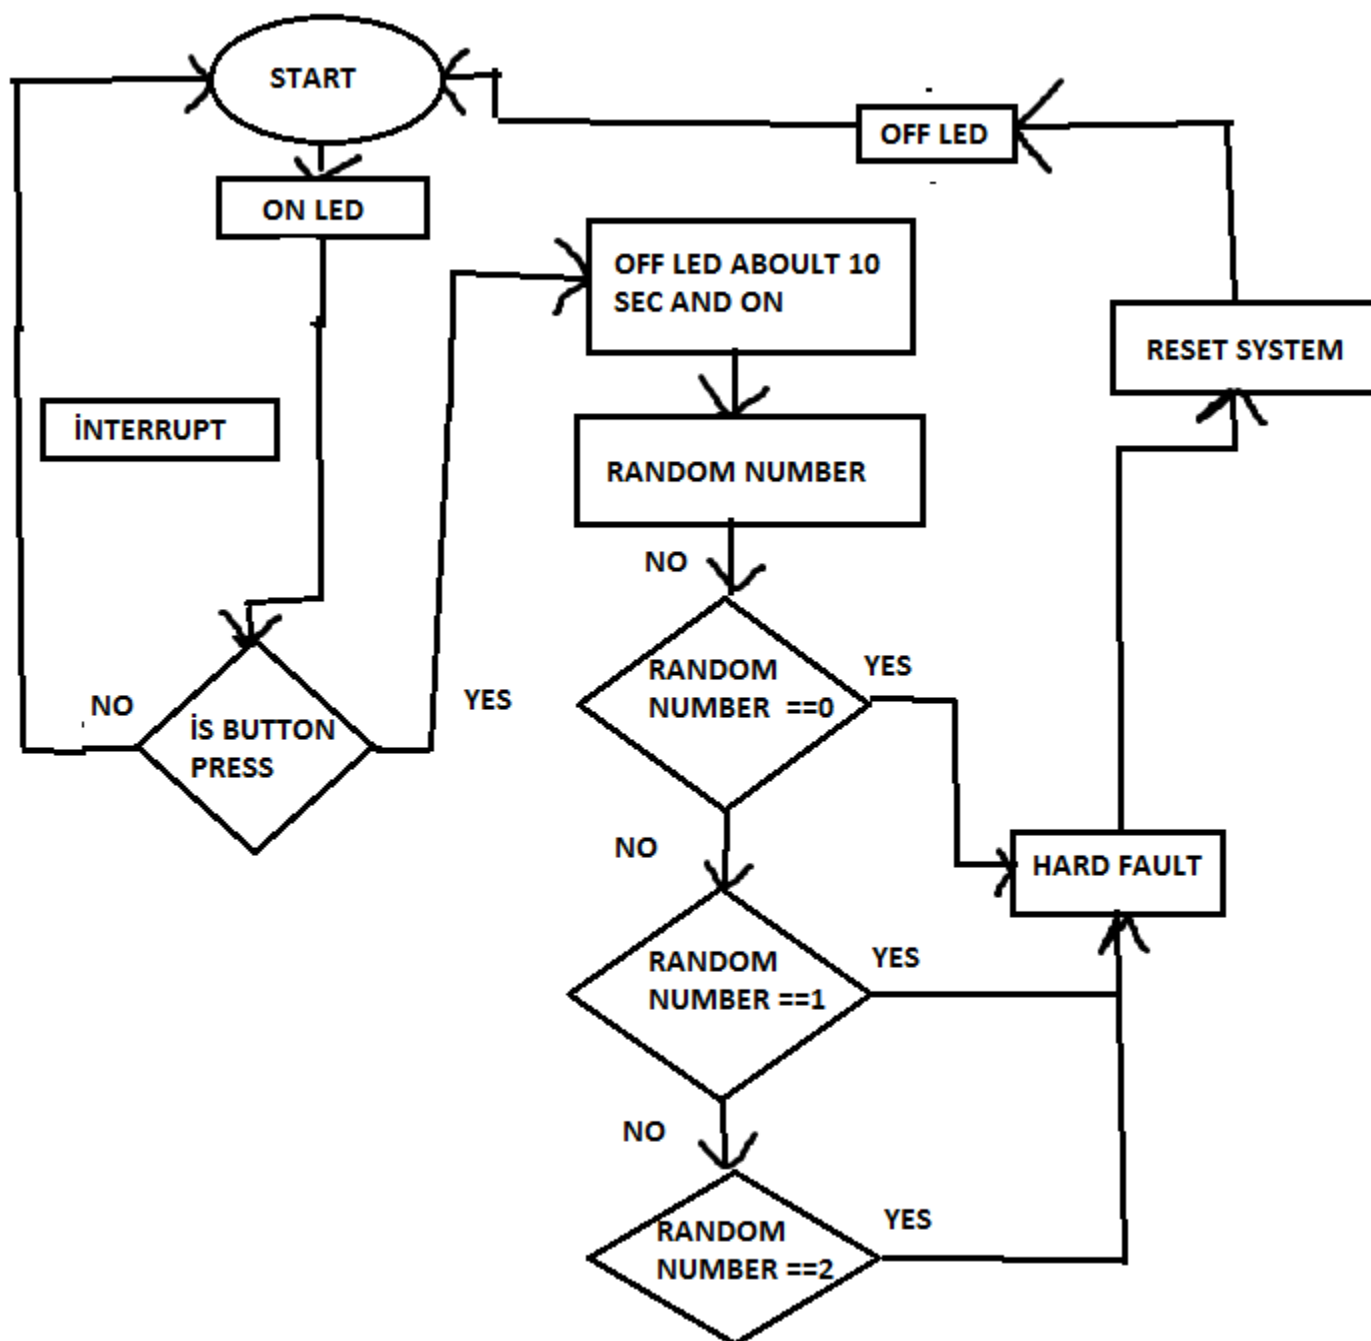 START
OFF LED
ON LED
OFF LED ABOULT 10
SEC AND ON
RESET SYSTEM
İNTERRUPT
RANDOM NUMBER
NO
RANDOM
NUMBER ==0
YES
NO
İS BUTTON
PRESS
YES
NO
HARD FAULT
RANDOM
NUMBER ==1
YES
NO
RANDOM
NUMBER ==2
YES